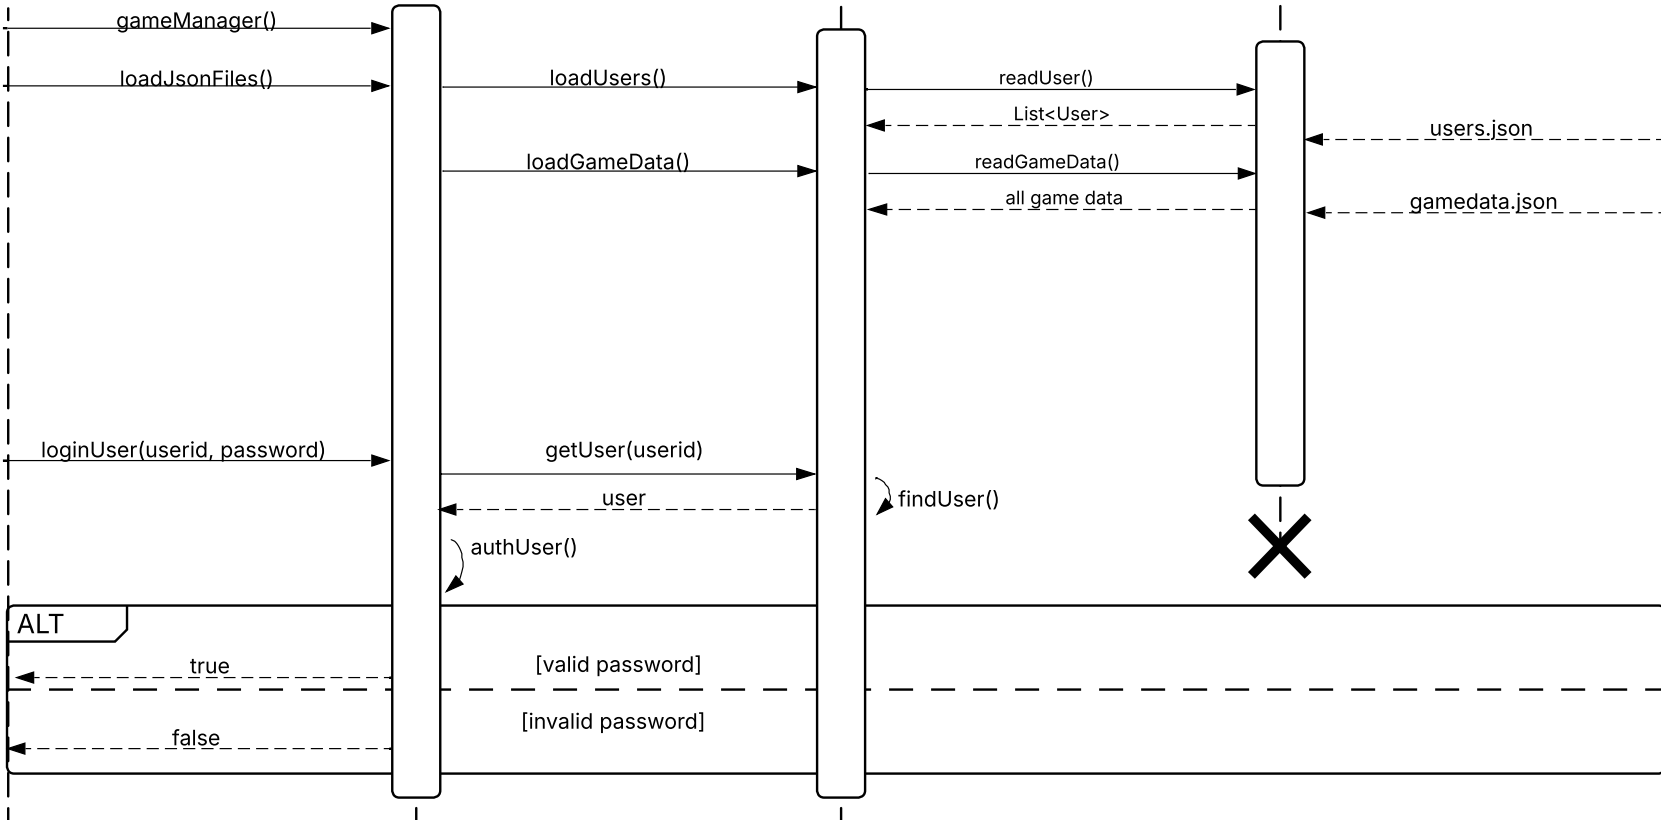 gameManager()
loadJsonFiles()
loadUsers()
readUser()
List<User>
users.json
loadGameData()
readGameData()
all game data
gamedata.json
loginUser(userid, password)
getUser(userid)
user
findUser()
authUser()
ALT
true
[valid password]
[invalid password]
false